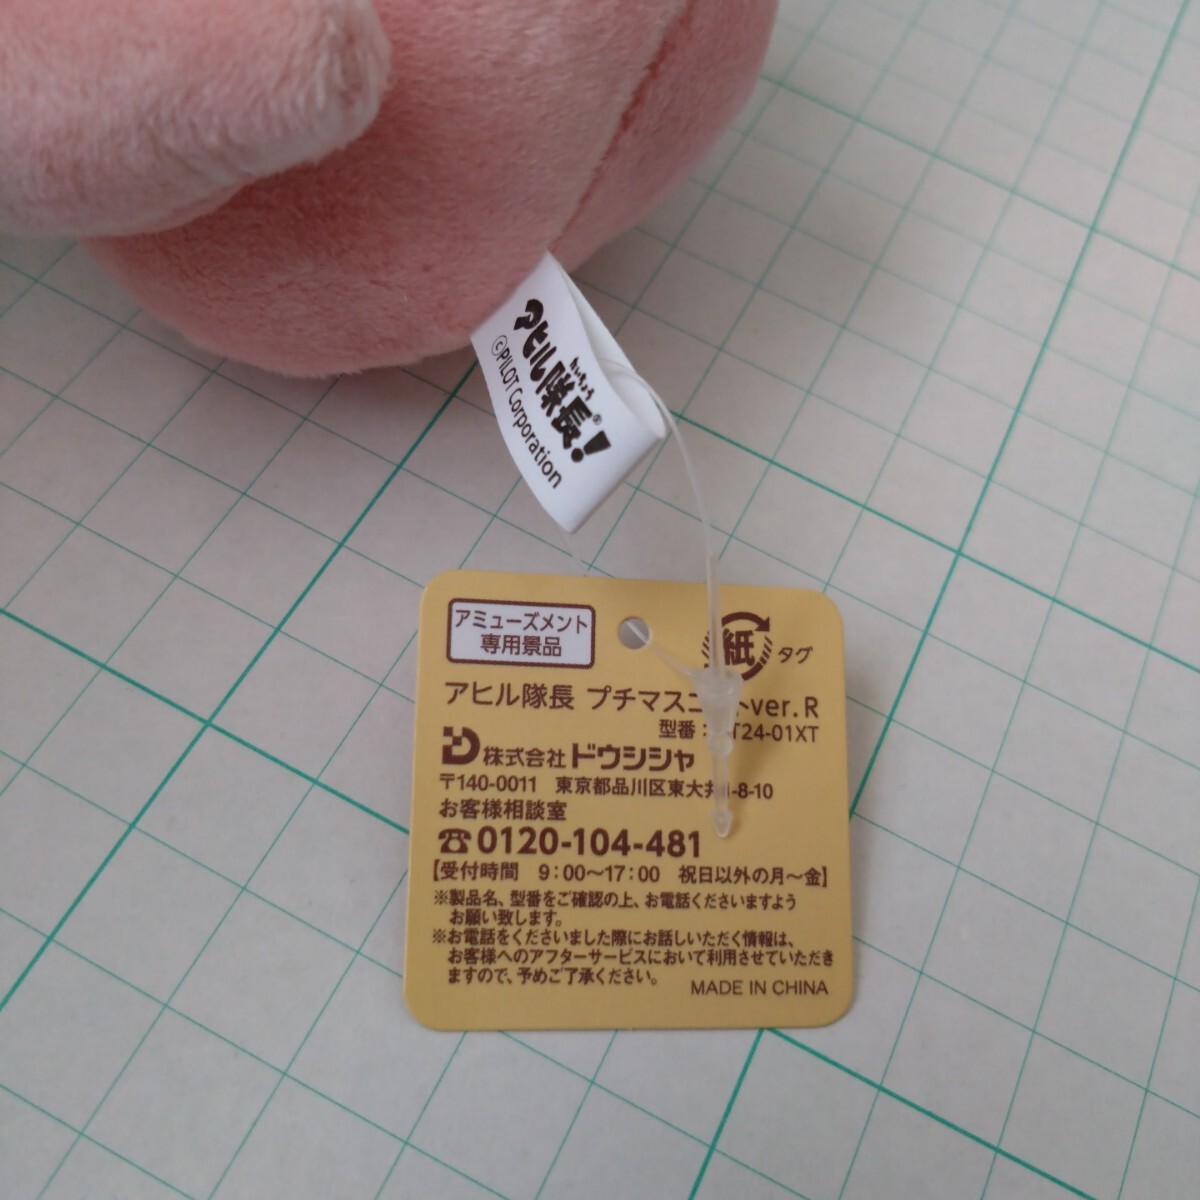 アヒル隊長!
たいちょう
®
©PILOT Corporation
アミューズメント
専用景品
紙 タグ
アヒル隊長 プチマスコットver.R
型番: T24-01XT
株式会社ドウシシャ
〒140-0011 東京都品川区東大井1-8-10
お客様相談室
☎0120-104-481
【受付時間 9:00〜17:00 祝日以外の月〜金】
※製品名、型番をご確認の上、お電話くださいますよう
お願い致します。
※お電話をくださいました際にお話しいただく情報は、
お客様へのアフターサービスにおいて利用させていただき
ますので、予めご了承ください。
MADE IN CHINA